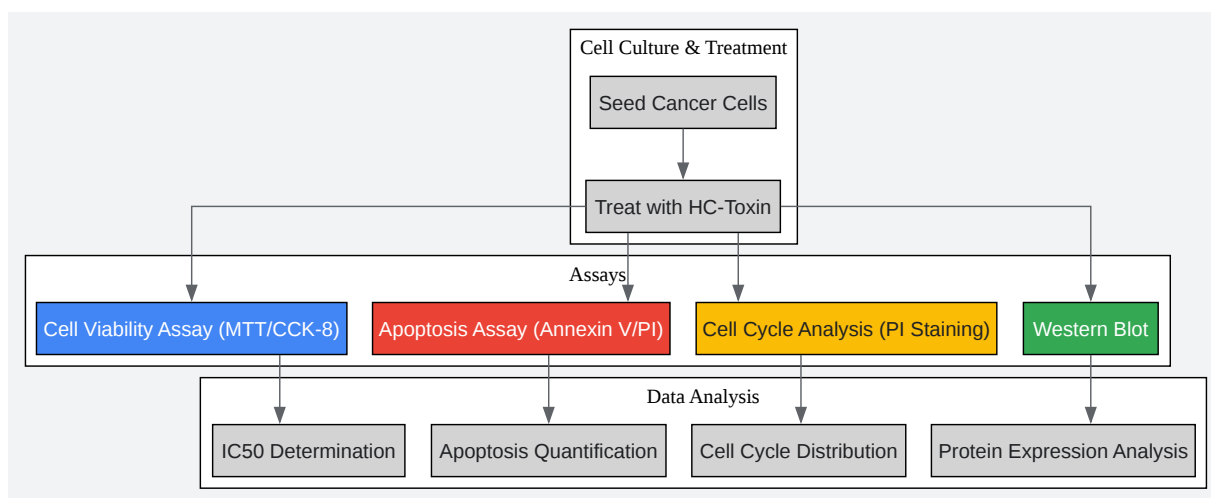 Cell Culture & Treatment
Seed Cancer Cells
Treat with HC-Toxin
Assays
Cell Viability Assay (MTT/CCK-8)
Apoptosis Assay (Annexin V/PI)
Cell Cycle Analysis (PI Staining)
Western Blot
Data Analysis
IC50 Determination
Apoptosis Quantification
Cell Cycle Distribution
Protein Expression Analysis